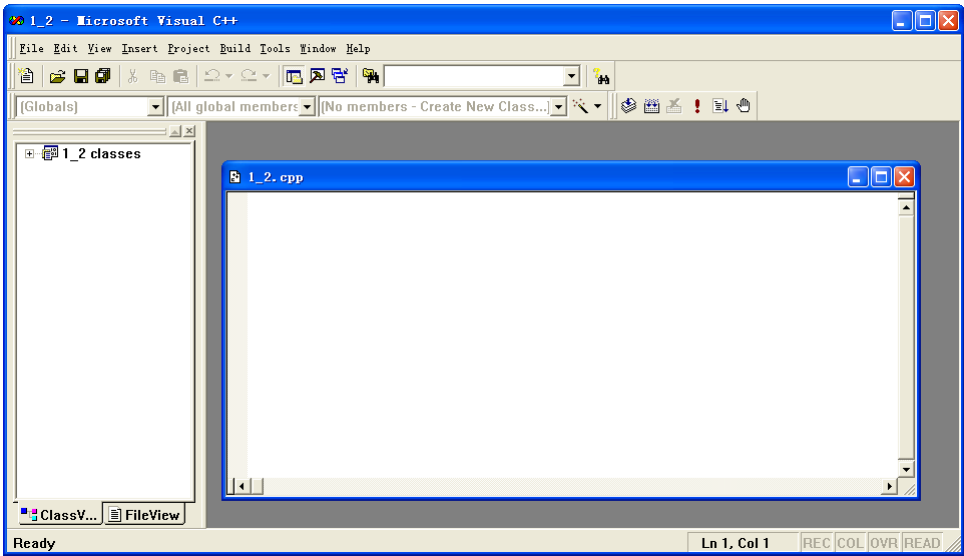 1_2 - Microsoft Visual C++
File Edit View Insert Project Build Tools Window Help
(Globals) (All global members (No members - Create New Class...)
1_2 classes
1_2.cpp
ClassV... FileView
Ready Ln 1, Col 1 REC COL OVR READ